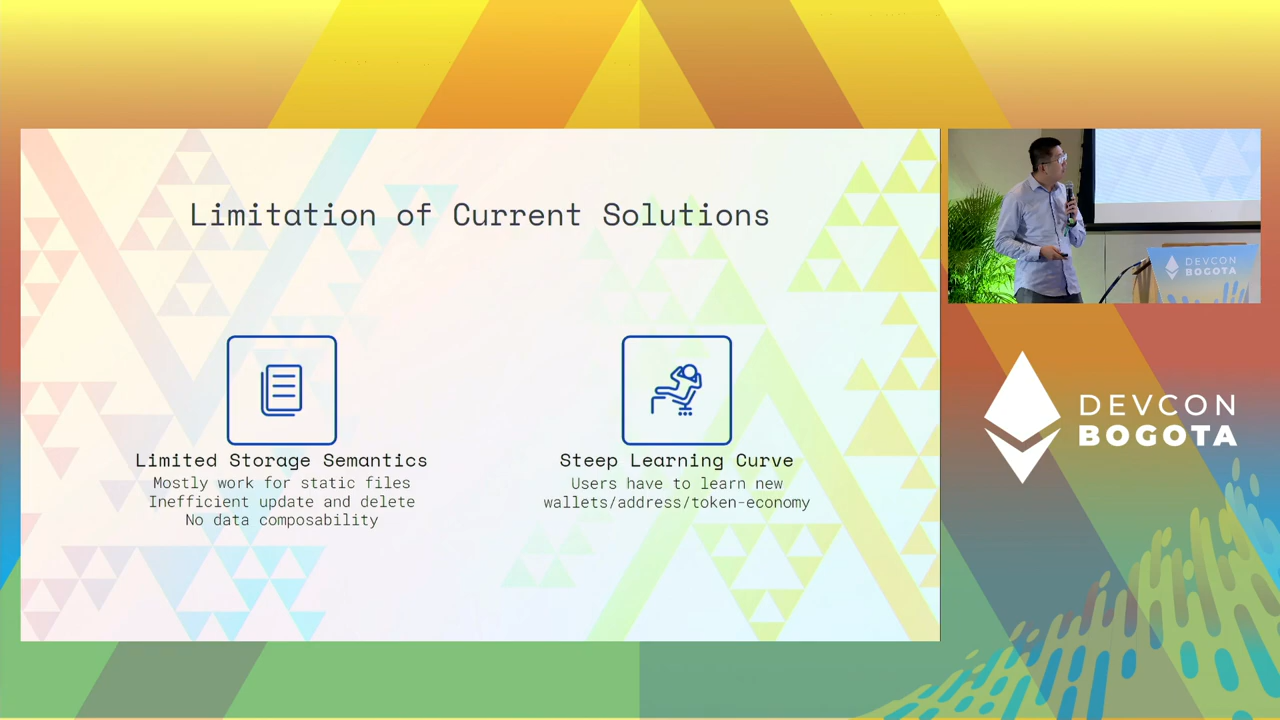 Limitation of Current Solutions
Limited Storage Semantics
Mostly work for static files
Inefficient update and delete
No data composability
Steep Learning Curve
Users have to learn new
wallets/address/token-economy
DEVCON
BOGOTA
DEVCON
BOGOTA